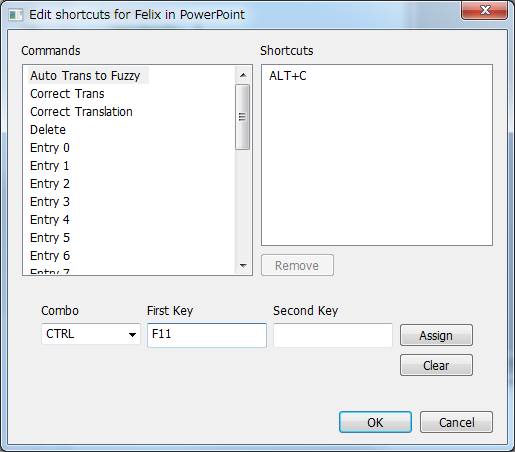 Edit shortcuts for Felix in PowerPoint
Commands
Shortcuts
Auto Trans to Fuzzy
Correct Trans
Correct Translation
Delete
Entry 0
Entry 1
Entry 2
Entry 3
Entry 4
Entry 5
Entry 6
Entry 7
ALT+C
Remove
Combo
First Key
Second Key
CTRL
F11
Assign
Clear
OK
Cancel